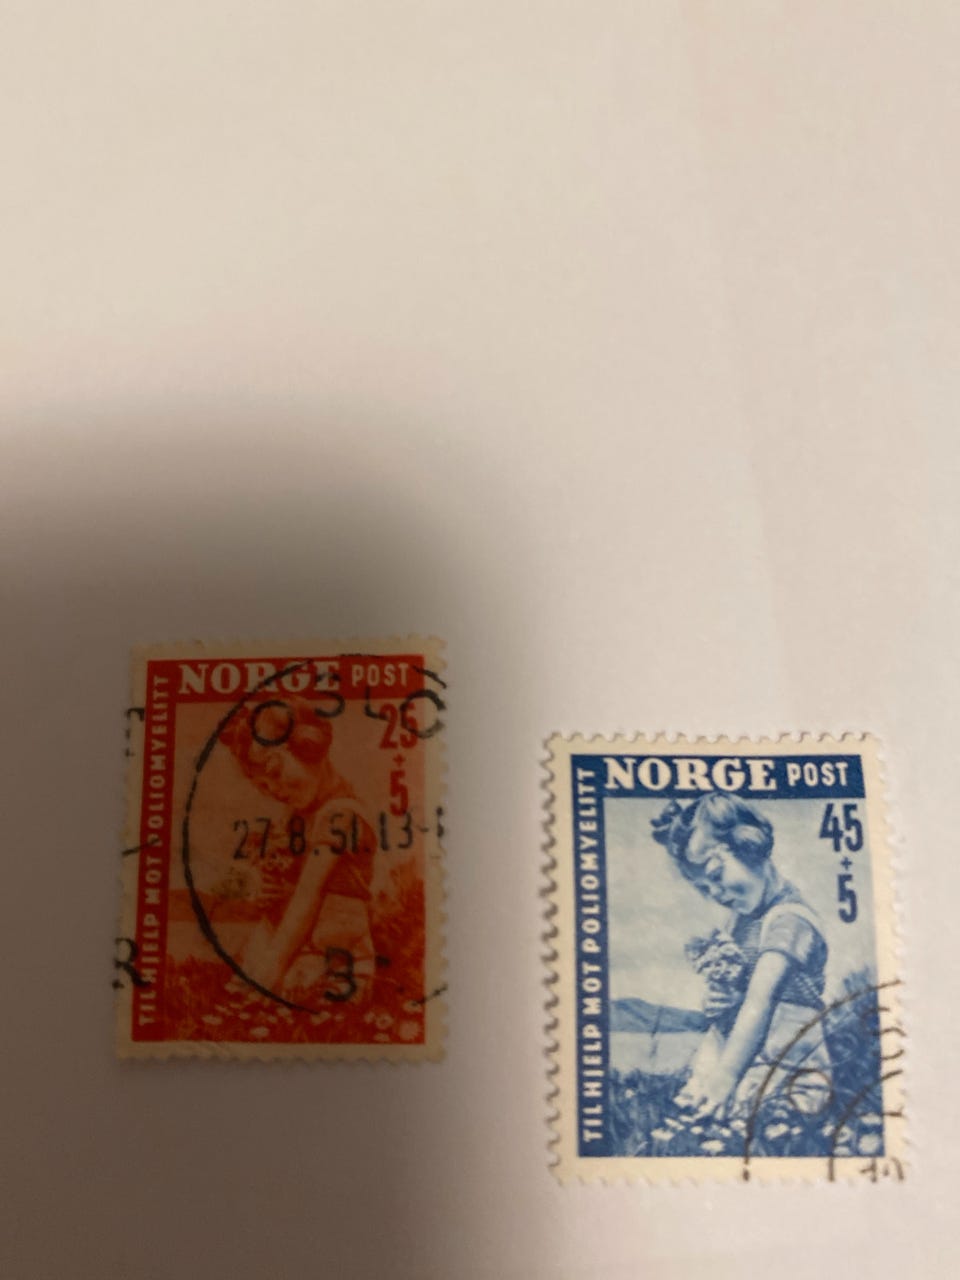 NORGE POST
25
+
5
TIL HJELP MOT POLIOMYELITT
OSLO
27.8.51.13-
B
R
NORGE POST
45
+
5
TIL HJELP MOT POLIOMYELITT